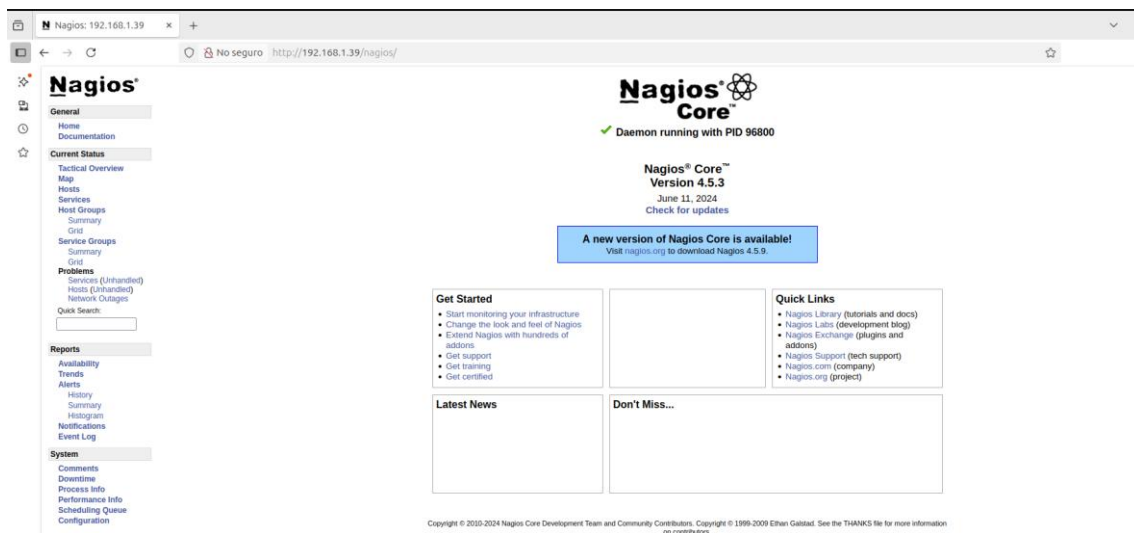 Nagios: 192.168.1.39
No seguro http://192.168.1.39/nagios/
Nagios®
General
Home
Documentation
Current Status
Tactical Overview
Map
Hosts
Services
Host Groups
Summary
Grid
Service Groups
Summary
Grid
Problems
Services (Unhandled)
Hosts (Unhandled)
Network Outages
Quick Search:
Reports
Availability
Trends
Alerts
History
Summary
Histogram
Notifications
Event Log
System
Comments
Downtime
Process Info
Performance Info
Scheduling Queue
Configuration
Nagios®
Core™
Daemon running with PID 96800
Nagios® Core™
Version 4.5.3
June 11, 2024
Check for updates
A new version of Nagios Core is available!
Visit nagios.org to download Nagios 4.5.9.
Get Started
• Start monitoring your infrastructure
• Change the look and feel of Nagios
• Extend Nagios with hundreds of
addons
• Get support
• Get training
• Get certified
Quick Links
• Nagios Library (tutorials and docs)
• Nagios Labs (development blog)
• Nagios Exchange (plugins and
addons)
• Nagios Support (tech support)
• Nagios.com (company)
• Nagios.org (project)
Latest News
Don't Miss...
Copyright © 2010-2024 Nagios Core Development Team and Community Contributors. Copyright © 1999-2009 Ethan Galstad. See the THANKS file for more information
on contributors.